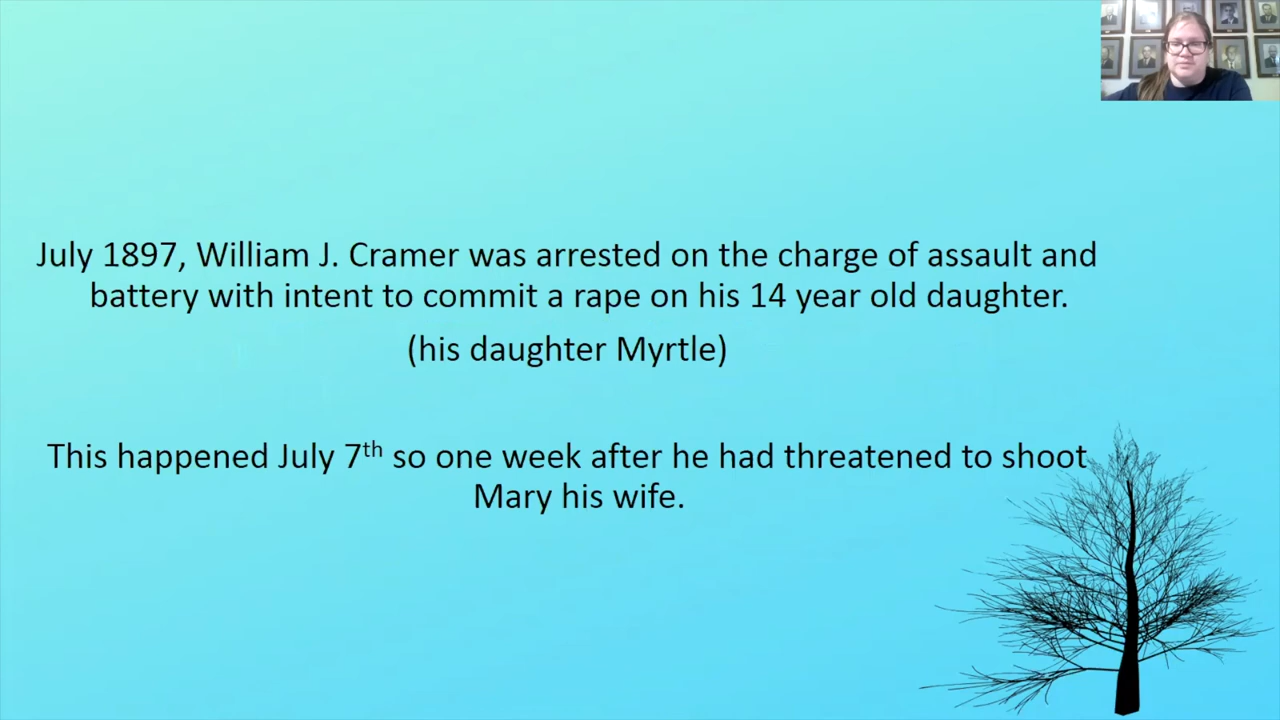 July 1897, William J. Cramer was arrested on the charge of assault and
battery with intent to commit a rape on his 14 year old daughter.
(his daughter Myrtle)
This happened July 7th so one week after he had threatened to shoot
Mary his wife.